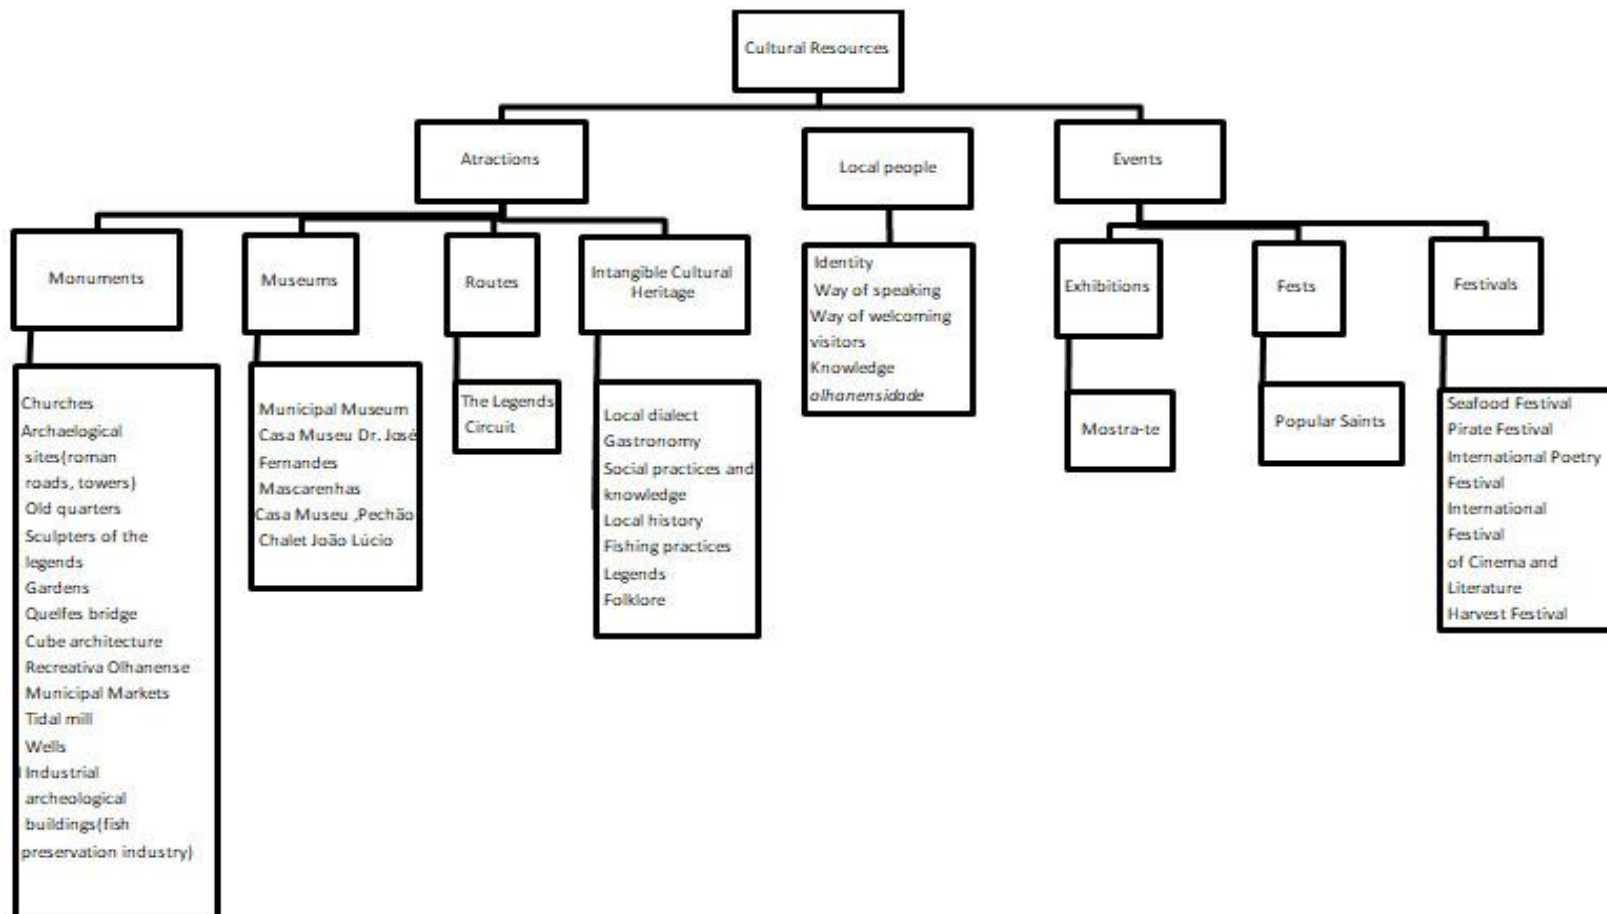 Cultural Resources
Atractions
Local people
Events
Monuments
Museums
Routes
Intangible Cultural
Heritage
Exhibitions
Fests
Festivals
Churches
Archaelogical
sites(roman
roads, towers)
Old quarters
Sculpters of the
legends
Gardens
Quelfes bridge
Cube architecture
Recreativa Olhanense
Municipal Markets
Tidal mill
Wells
Industrial
archeological
buildings(fish
preservation industry)
Municipal Museum
Casa Museu Dr. José
Fernandes
Mascarenhas
Casa Museu ,Pechão
Chalet João Lúcio
The Legends
Circuit
Local dialect
Gastronomy
Social practices and
knowledge
Local history
Fishing practices
Legends
Folklore
Identity
Way of speaking
Way of welcoming
visitors
Knowledge
olhanensidade
Mostra-te
Popular Saints
Seafood Festival
Pirate Festival
International Poetry
Festival
International
Festival
of Cinema and
Literature
Harvest Festival